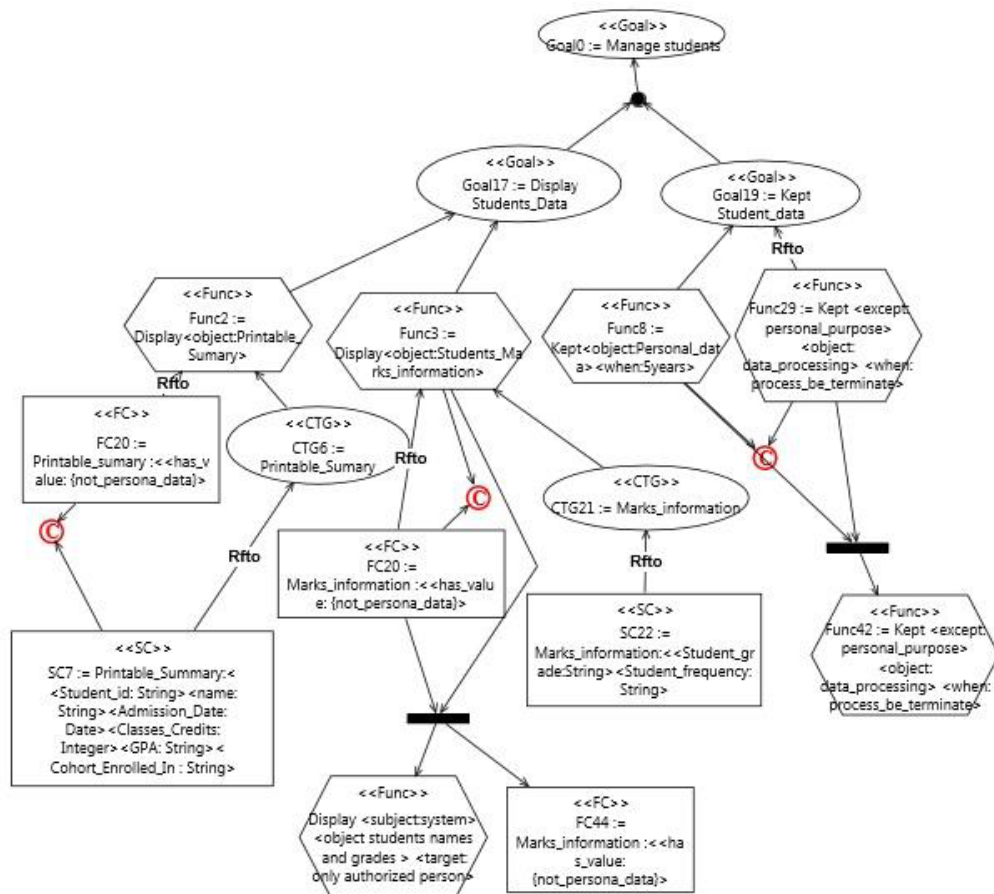 <<Goal>>
Goal0 := Manage students
<<Goal>>
Goal17 := Display
Students_Data
<<Goal>>
Goal19 := Kept
Student_data
Rfto
<<Func>>
Func2 :=
Display<object:Printable_
Sumary>
<<Func>>
Func3 :=
Display<object:Students_Ma
rks_information>
<<Func>>
Func8 :=
Kept<object:Personal_dat
a> <when:5years>
<<Func>>
Func29 := Kept <except:
personal_purpose>
<object:
data_processing> <when:
process_be_terminate>
Rfto
<<FC>>
FC20 :=
Printable_sumary :<<has_v
alue: {not_persona_data}>
<<CTG>>
CTG6 :=
Printable_Sumary
Rfto
C
C
C
<<CTG>>
CTG21 := Marks_information
Rfto
Rfto
<<FC>>
FC20 :=
Marks_information :<<has_valu
e: {not_persona_data}>
<<SC>>
SC22 :=
Marks_information:<<Student_gr
ade:String> <Student_frequency:
String>
<<Func>>
Func42 := Kept <except:
personal_purpose>
<object:
data_processing> <when:
process_be_terminate>
<<SC>>
SC7 := Printable_Summary:<
<Student_id: String> <name:
String> <Admission_Date:
Date> <Classes_Credits:
Integer> <GPA: String> <
Cohort_Enrolled_In : String>
<<Func>>
Display <subject:system>
<object students names
and grades > <target:
only authorized person>
<<FC>>
FC44 :=
Marks_information :<<ha
s_value:
{not_persona_data}>